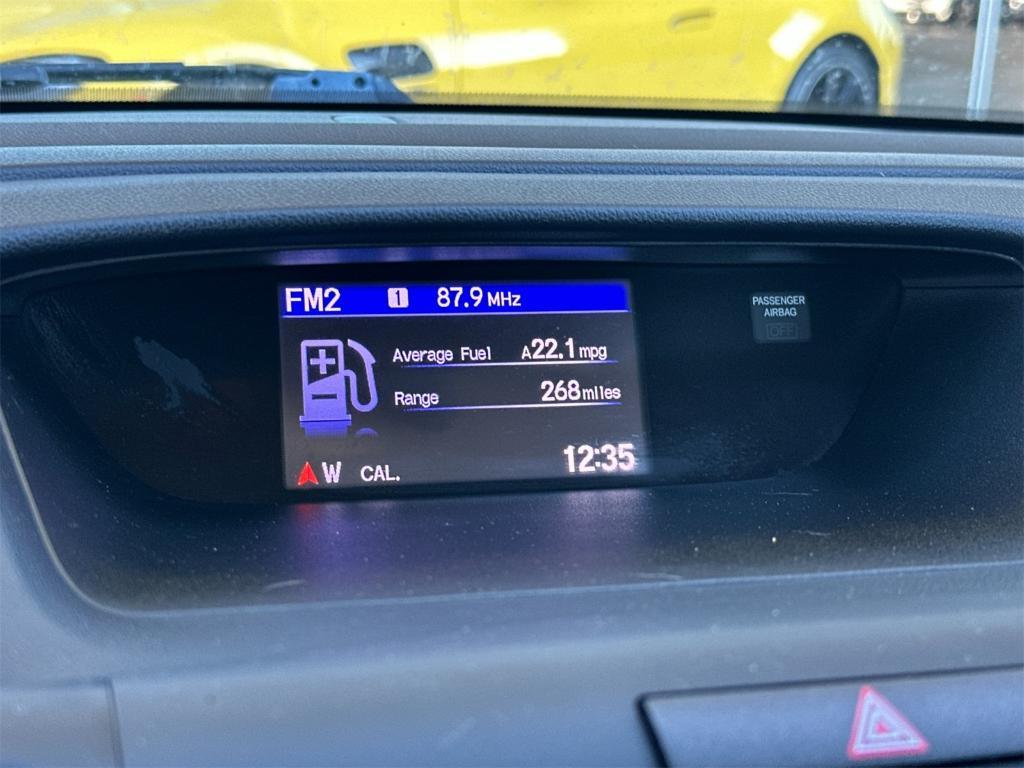 FM2 1 87.9 MHz
Average Fuel A22.1 mpg
Range 268 miles
W CAL. 12:35
PASSENGER
AIRBAG
OFF